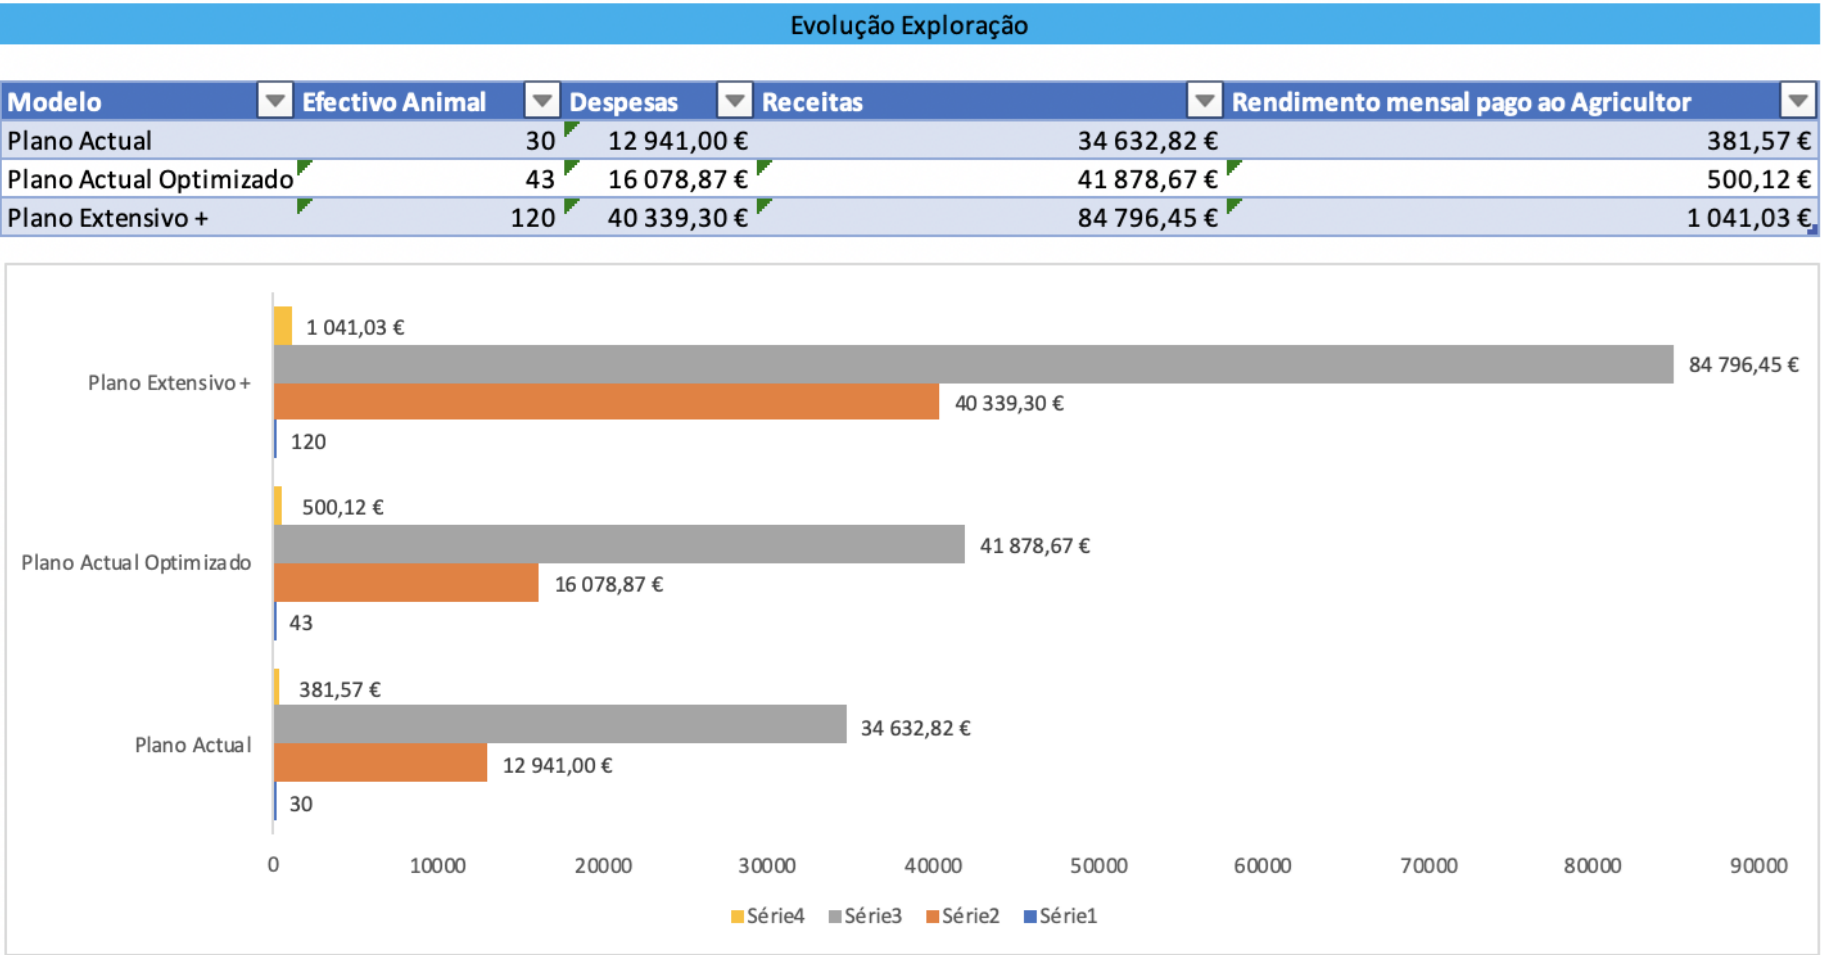 Evolução Exploração
Modelo Efectivo Animal Despesas Receitas Rendimento mensal pago ao Agricultor
Plano Actual 30 12 941,00 € 34 632,82 € 381,57 €
Plano Actual Optimizado 43 16 078,87 € 41 878,67 € 500,12 €
Plano Extensivo + 120 40 339,30 € 84 796,45 € 1 041,03 €
1 041,03 €
84 796,45 €
Plano Extensivo +
40 339,30 €
120
500,12 €
41 878,67 €
Plano Actual Optimizado
16 078,87 €
43
381,57 €
34 632,82 €
Plano Actual
12 941,00 €
30
0 10000 20000 30000 40000 50000 60000 70000 80000 90000
Série4 Série3 Série2 Série1